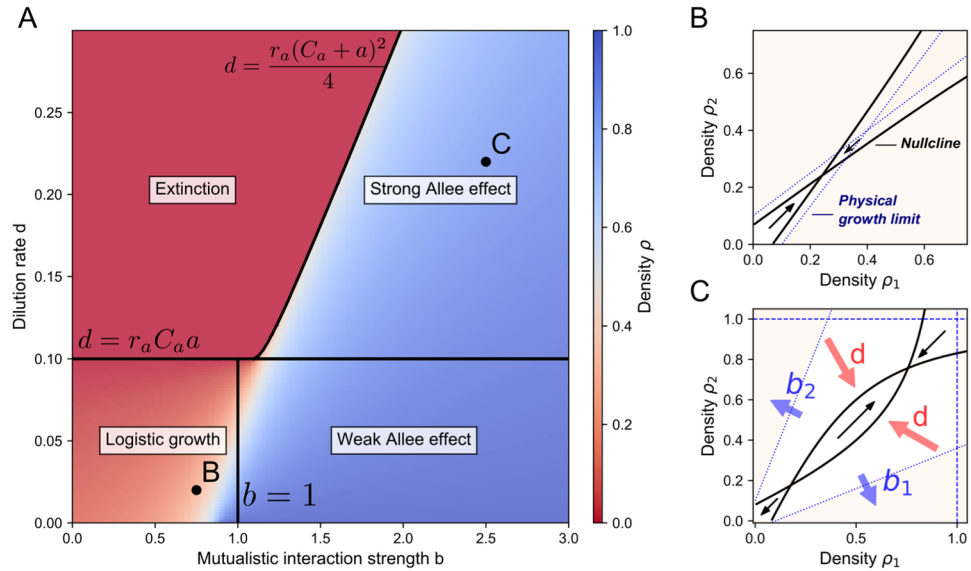 A
d = r_a(C_a + a)^2 / 4
Extinction
Strong Allee effect
C
d = r_aC_aa
Logistic growth
Weak Allee effect
B
b = 1
0.00
0.05
0.10
0.15
0.20
0.25
Dilution rate d
0.0
0.5
1.0
1.5
2.0
2.5
3.0
Mutualistic interaction strength b
1.0
0.8
0.6
0.4
0.2
0.0
Density ρ
B
0.6
0.4
0.2
0.0
Density ρ2
Nullcline
Physical
growth limit
0.0
0.2
0.4
0.6
Density ρ1
C
1.0
0.8
0.6
0.4
0.2
0.0
Density ρ2
d
b2
d
b1
0.0
0.5
1.0
Density ρ1